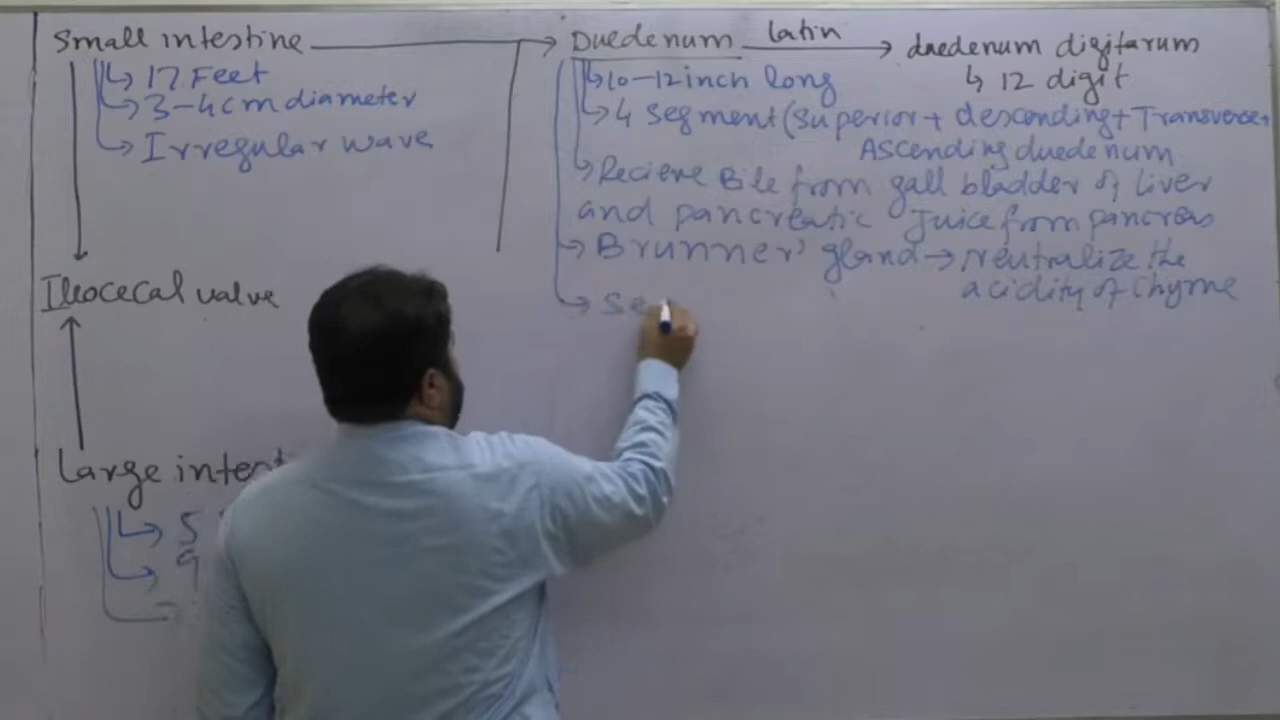 Small intestine
17 Feet
3-4cm diameter
Irregular wave
Ileocecal valve
Large intest
5
9
Duedenum latin duedenum digitarum
12 digit
10-12inch long
4 Segment (Superior + descending + Transverse +
Ascending duedenum
Recieve Bile from gall bladder of liver
and pancreatic Juice from pancreas
Brunner' gland → Neutralize the
acidity of Chyme
Se